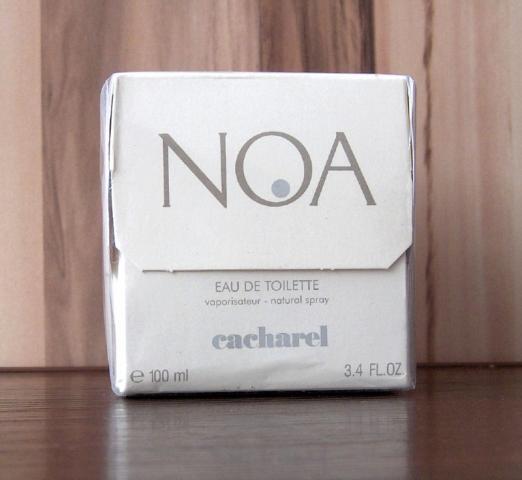 NOA
EAU DE TOILETTE
vaporisateur - natural spray
cacharel
℮ 100 ml 3.4 FL.OZ.